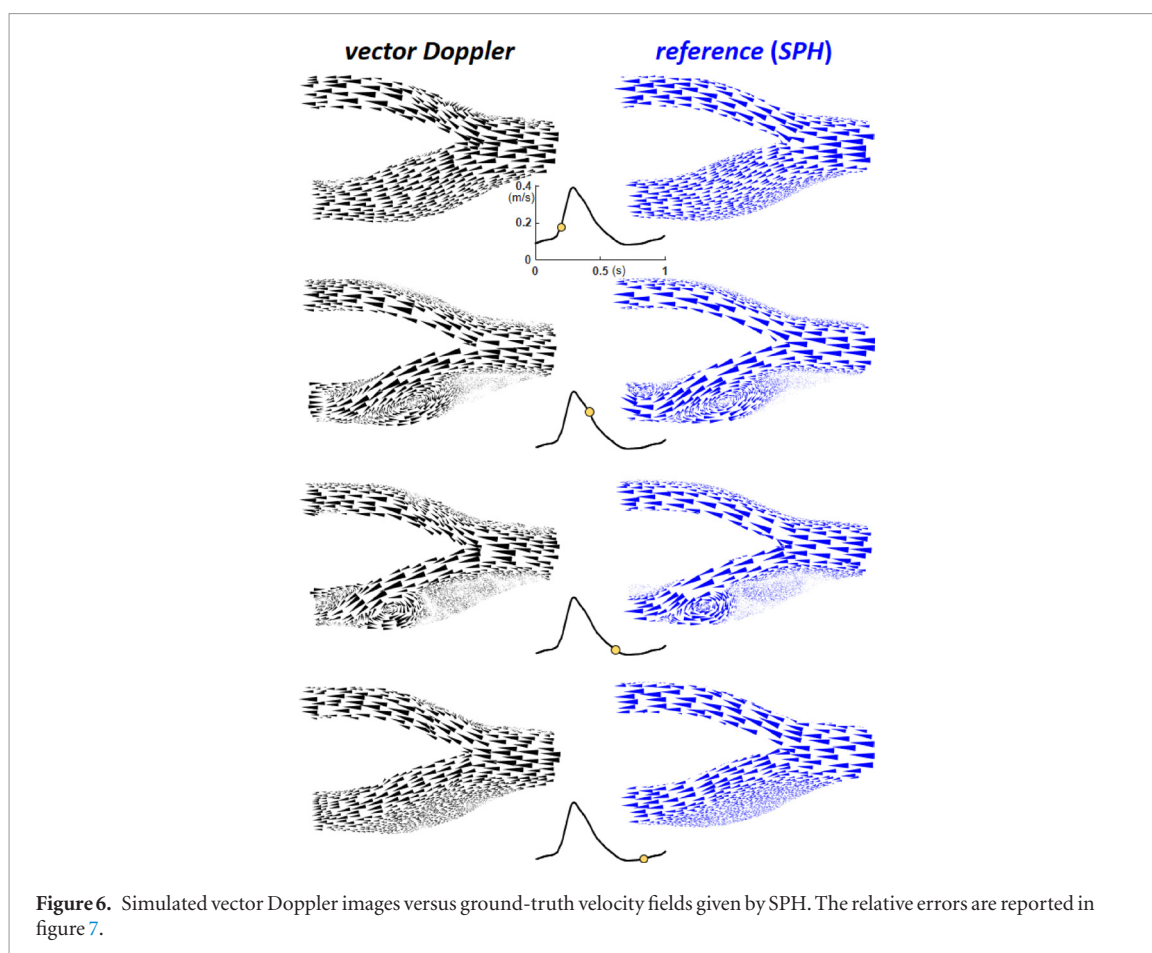 vector Doppler
reference (SPH)
0.4
(m/s)
0.2
0
0
0.5 (s)
1
Figure 6. Simulated vector Doppler images versus ground-truth velocity fields given by SPH. The relative errors are reported in
figure 7.